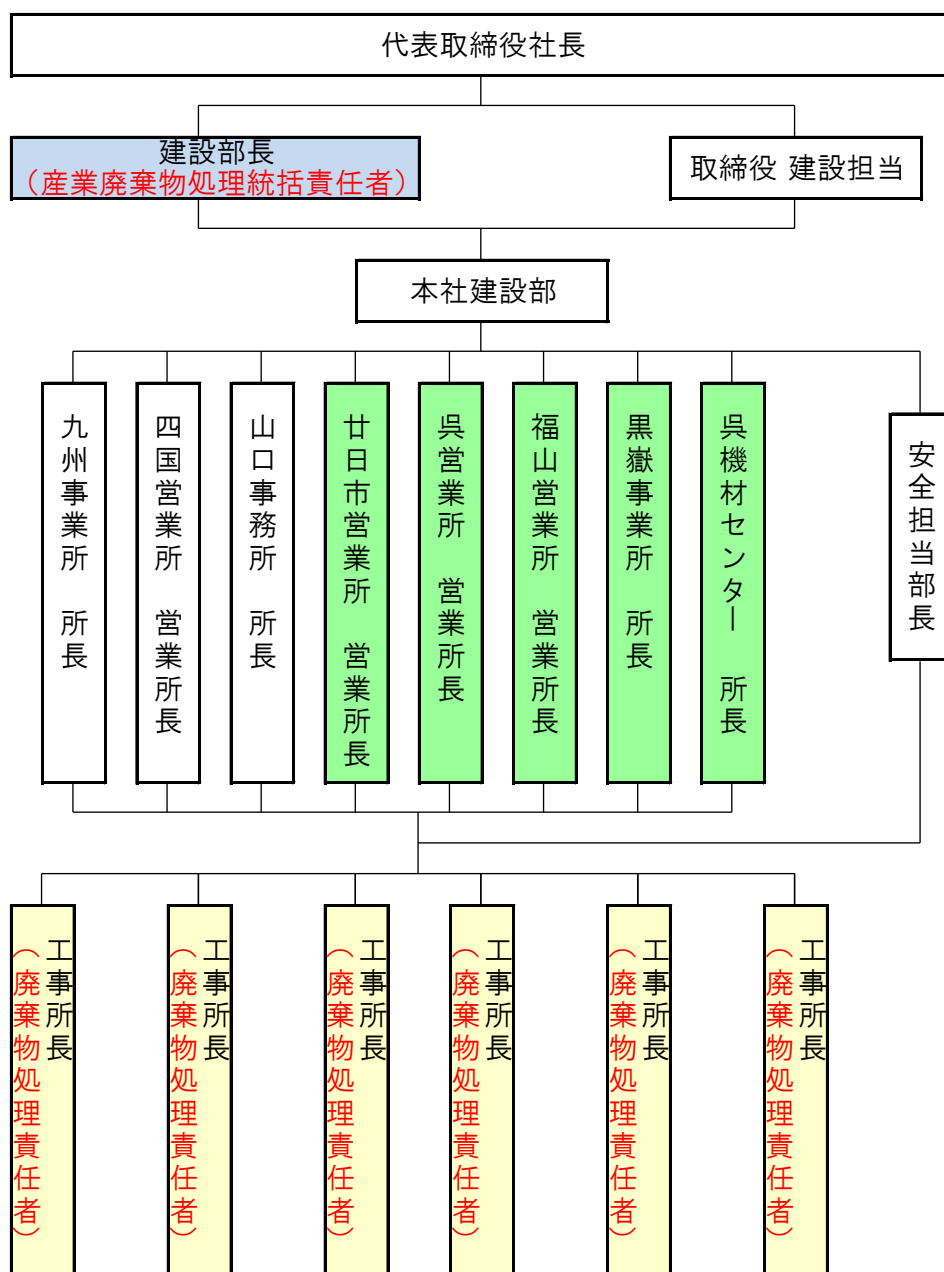 代表取締役社長
建設部長
（産業廃棄物処理統括責任者）
取締役 建設担当
本社建設部
九州事業所 所長
四国営業所 営業所長
山口事務所 所長
廿日市営業所 営業所長
呉営業所 営業所長
福山営業所 営業所長
黒嶽事業所 所長
呉機材センター 所長
安全担当部長
工事所長
（廃棄物処理責任者）
工事所長
（廃棄物処理責任者）
工事所長
（廃棄物処理責任者）
工事所長
（廃棄物処理責任者）
工事所長
（廃棄物処理責任者）
工事所長
（廃棄物処理責任者）